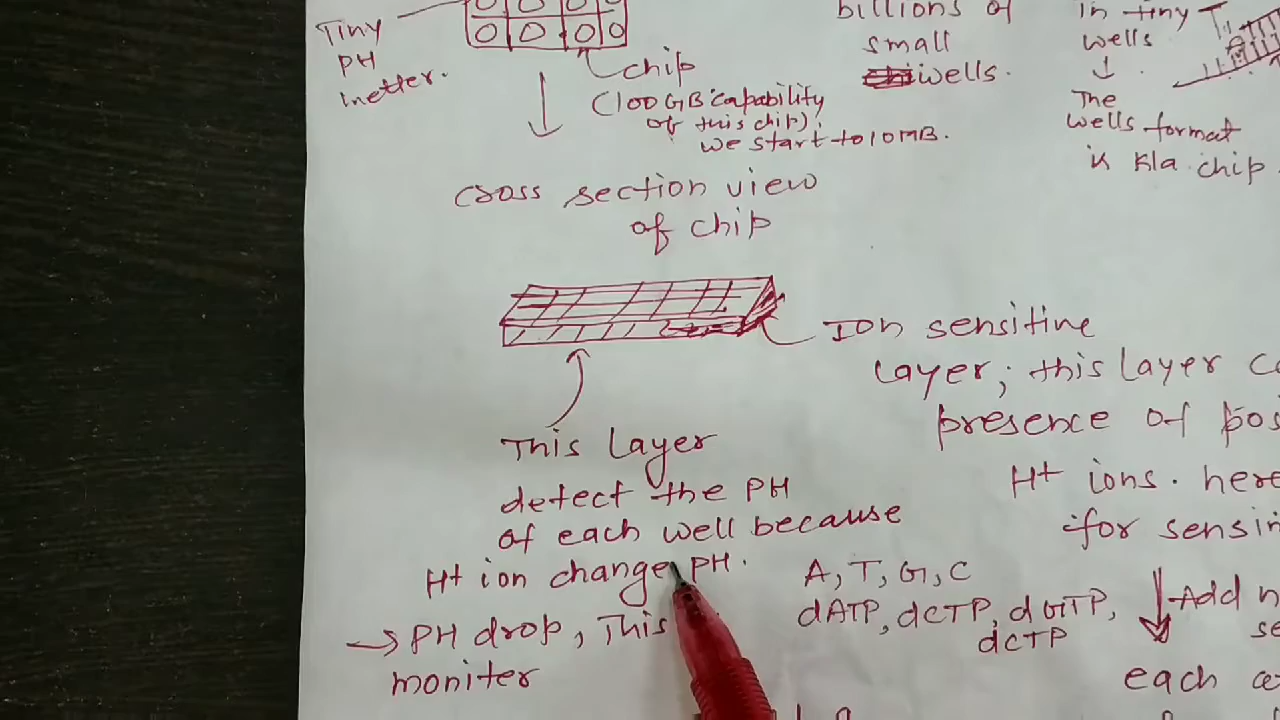 Tiny
PH
metter.
chip
(100 GB capability
of this chip),
we start to 10MB.
billions of
small
wells.
in tiny
wells
The
wells format
is Kla chip.
cross section view
of chip
Ion sensitive
Layer; this layer
presence of
H+ ions. here
for
This Layer
detect the PH
of each well because
H+ ion change PH.
→ PH drop, This
moniter
A, T, G, C
dATP, dCTP, dGTP,
dCTP
Add
each